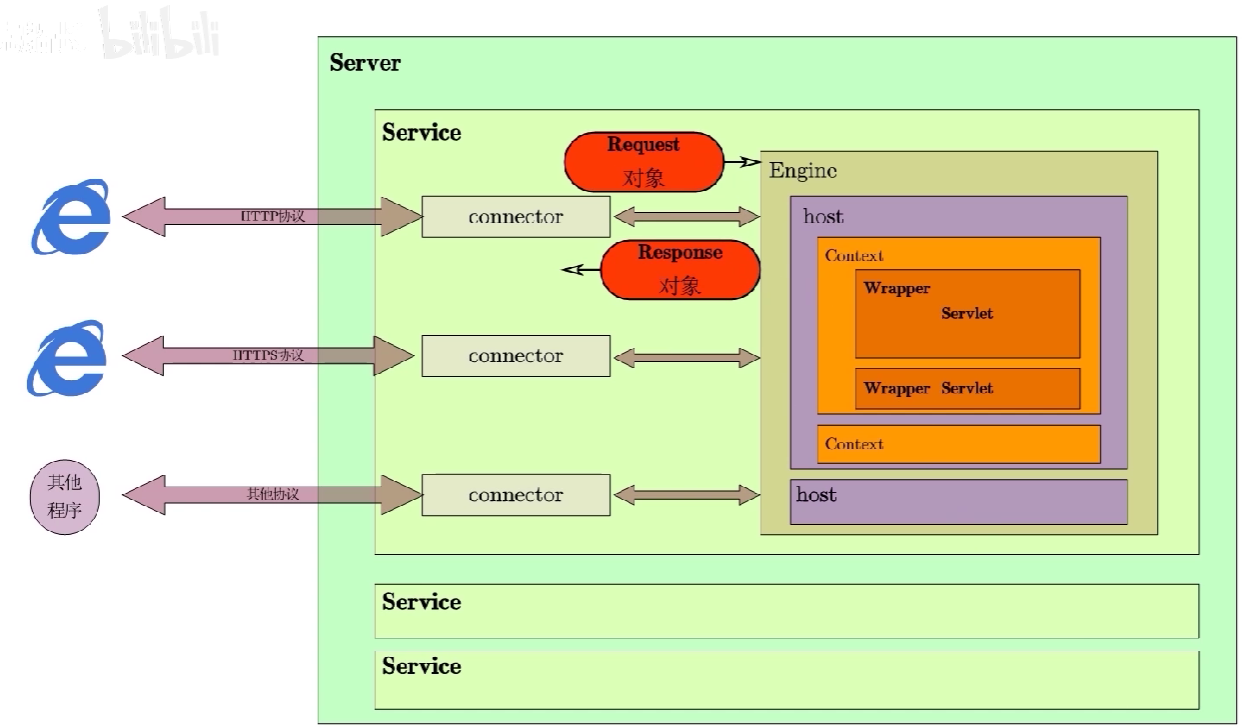 bilibili
Server
Service
Request
对象
Engine
HTTP协议
connector
host
Response
对象
Context
Wrapper
Servlet
HTTPS协议
connector
Wrapper Servlet
Context
其他
程序
其他协议
connector
host
Service
Service